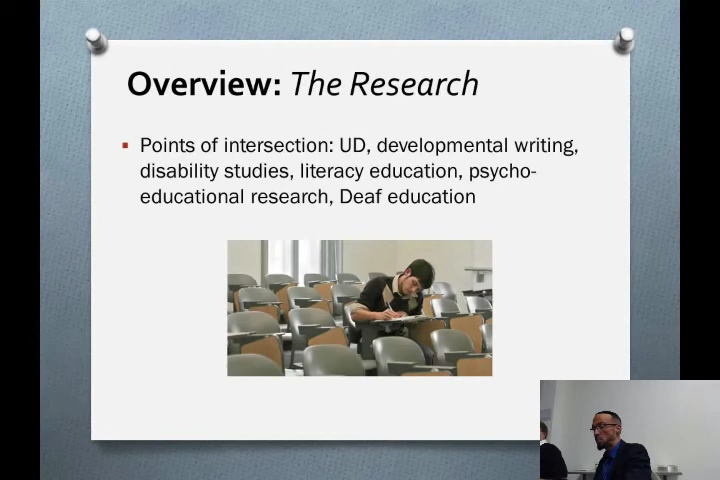 Overview: The Research
Points of intersection: UD, developmental writing,
disability studies, literacy education, psycho-
educational research, Deaf education